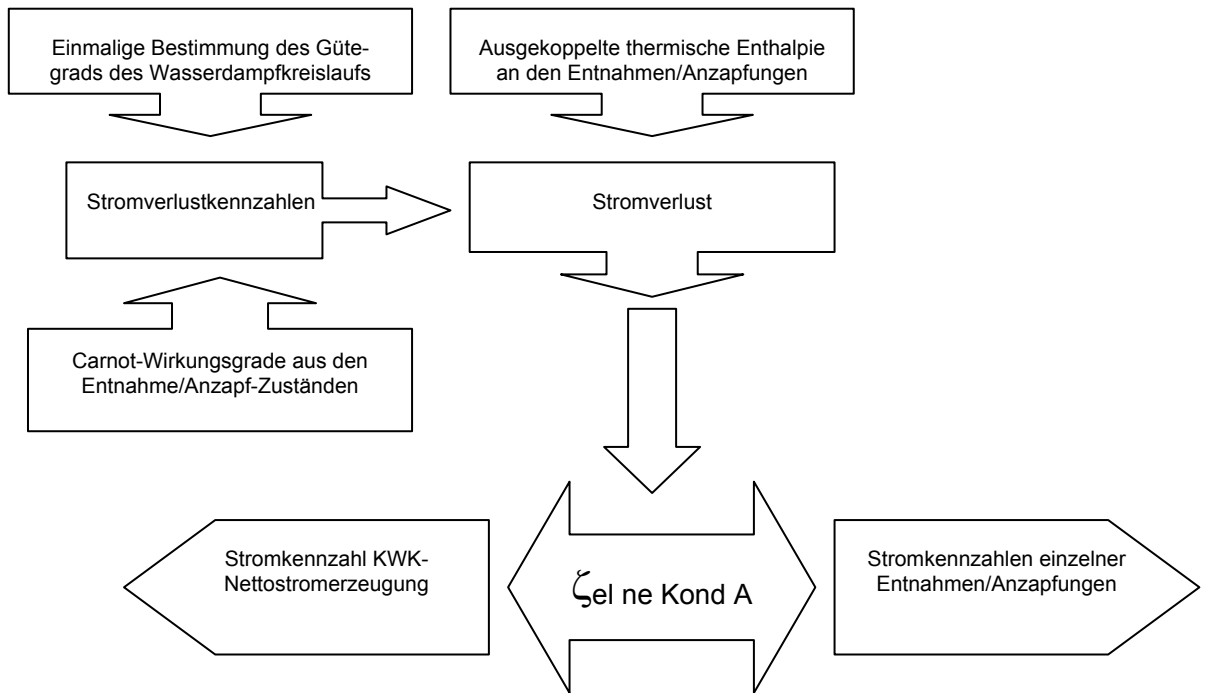 Einmalige Bestimmung des Güte-
grads des Wasserdampfkreislaufs
Ausgekoppelte thermische Enthalpie
an den Entnahmen/Anzapfungen
Stromverlustkennzahlen
Stromverlust
Carnot-Wirkungsgrade aus den
Entnahme/Anzapf-Zuständen
Stromkennzahl KWK-
Nettostromerzeugung
ζel ne Kond A
Stromkennzahlen einzelner
Entnahmen/Anzapfungen